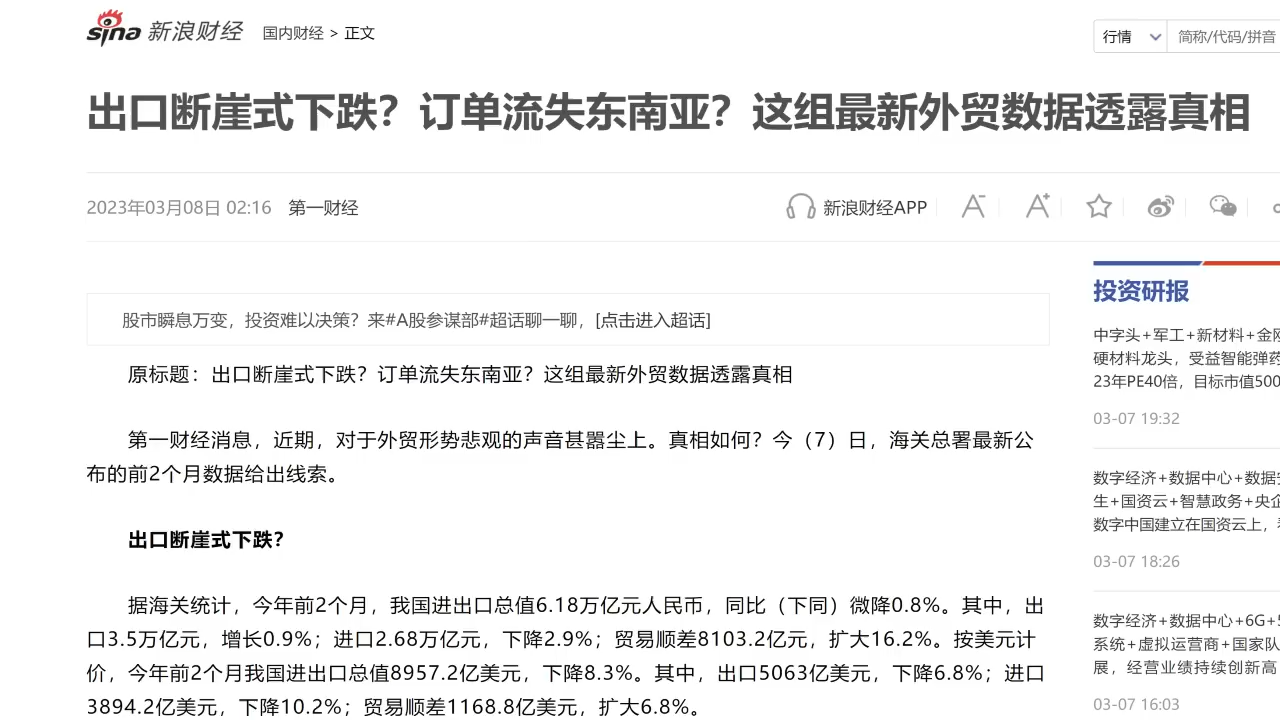 sina 新浪财经 国内财经 > 正文
行情 简称/代码/拼音
出口断崖式下跌？订单流失东南亚？这组最新外贸数据透露真相
2023年03月08日 02:16 第一财经
新浪财经APP A- A+
股市瞬息万变，投资难以决策？来#A股参谋部#超话聊一聊，[点击进入超话]
原标题：出口断崖式下跌？订单流失东南亚？这组最新外贸数据透露真相
第一财经消息，近期，对于外贸形势悲观的声音甚嚣尘上。真相如何？今（7）日，海关总署最新公
布的前2个月数据给出线索。
出口断崖式下跌？
据海关统计，今年前2个月，我国进出口总值6.18万亿元人民币，同比（下同）微降0.8%。其中，出
口3.5万亿元，增长0.9%；进口2.68万亿元，下降2.9%；贸易顺差8103.2亿元，扩大16.2%。按美元计
价，今年前2个月我国进出口总值8957.2亿美元，下降8.3%。其中，出口5063亿美元，下降6.8%；进口
3894.2亿美元，下降10.2%；贸易顺差1168.8亿美元，扩大6.8%。
投资研报
中字头+军工+新材料+金
硬材料龙头，受益智能弹药
23年PE40倍，目标市值500
03-07 19:32
数字经济+数据中心+数据
生+国资云+智慧政务+央企
数字中国建立在国资云上，
03-07 18:26
数字经济+数据中心+6G+5
系统+虚拟运营商+国家队
展，经营业绩持续创新高
03-07 16:03